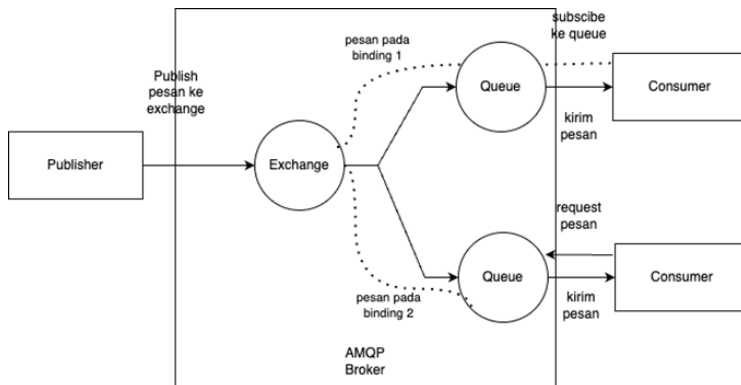 Publish
pesan ke
exchange
Publisher
Exchange
pesan pada
binding 1
Queue
subscibe
ke queue
Consumer
kirim
pesan
pesan pada
binding 2
Queue
request
pesan
Consumer
kirim
pesan
AMQP
Broker